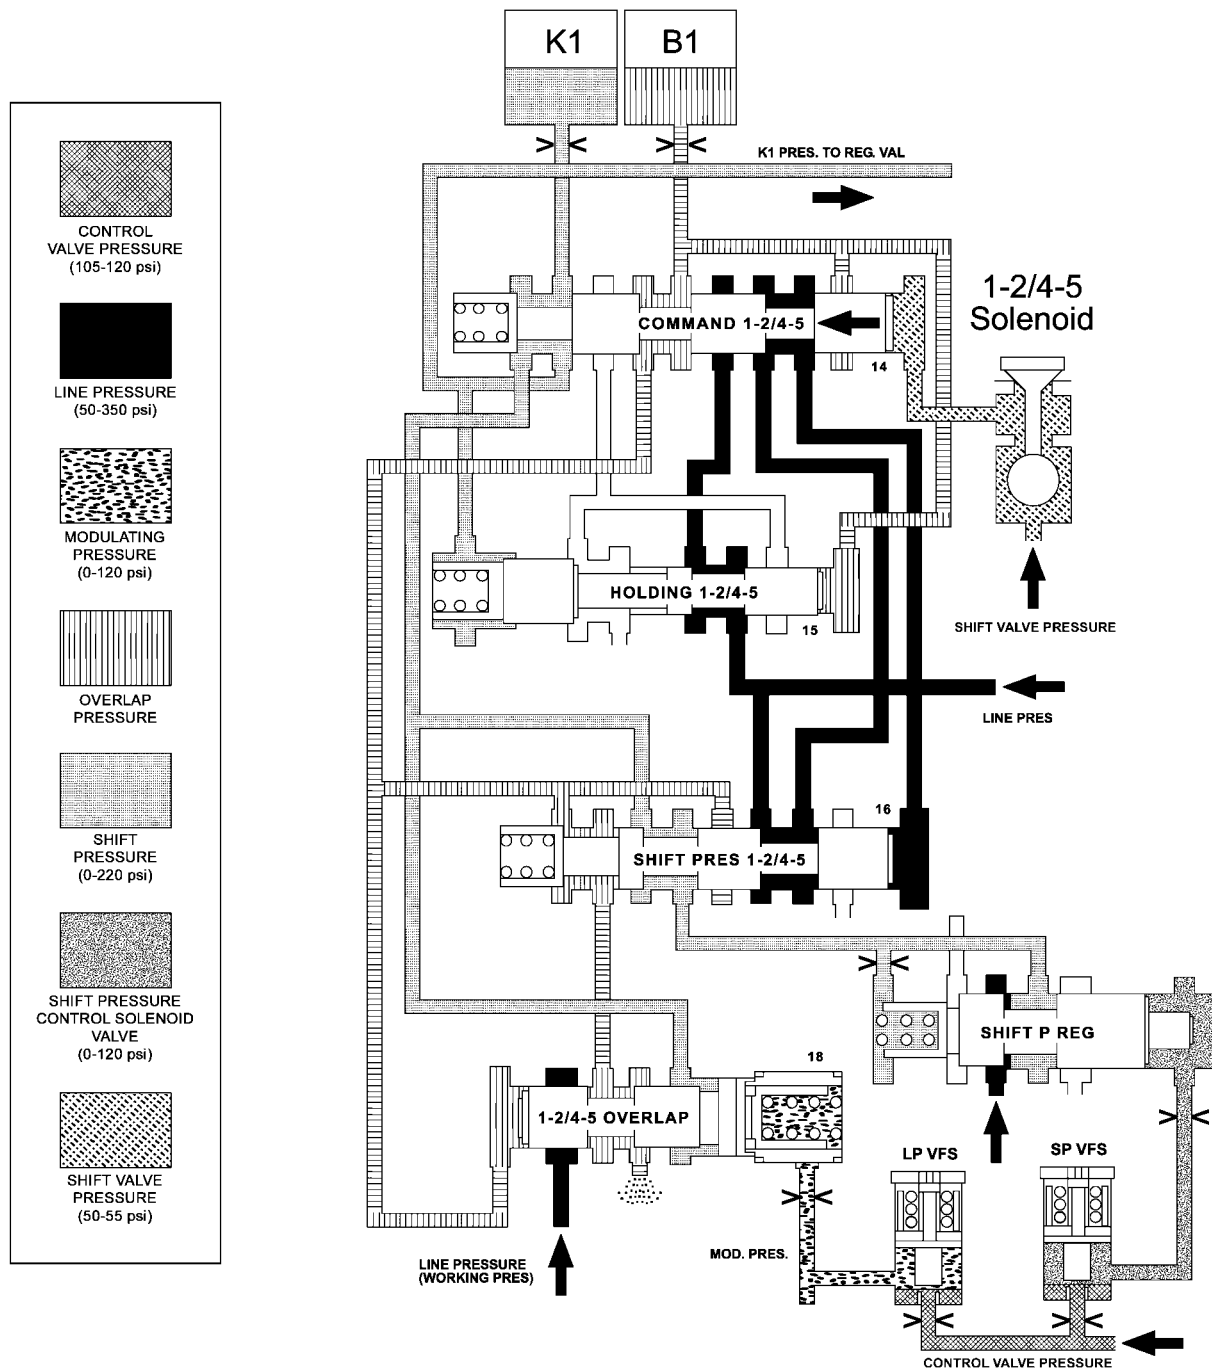 K1
B1
K1 PRES. TO REG. VAL
CONTROL
VALVE PRESSURE
(105-120 psi)
LINE PRESSURE
(50-350 psi)
MODULATING
PRESSURE
(0-120 psi)
OVERLAP
PRESSURE
SHIFT
PRESSURE
(0-220 psi)
SHIFT PRESSURE
CONTROL SOLENOID
VALVE
(0-120 psi)
SHIFT VALVE
PRESSURE
(50-55 psi)
1-2/4-5
Solenoid
COMMAND 1-2/4-5
14
HOLDING 1-2/4-5
15
SHIFT VALVE PRESSURE
LINE PRES
16
SHIFT PRES 1-2/4-5
SHIFT P REG
18
1-2/4-5 OVERLAP
LP VFS
SP VFS
MOD. PRES.
LINE PRESSURE
(WORKING PRES)
CONTROL VALVE PRESSURE